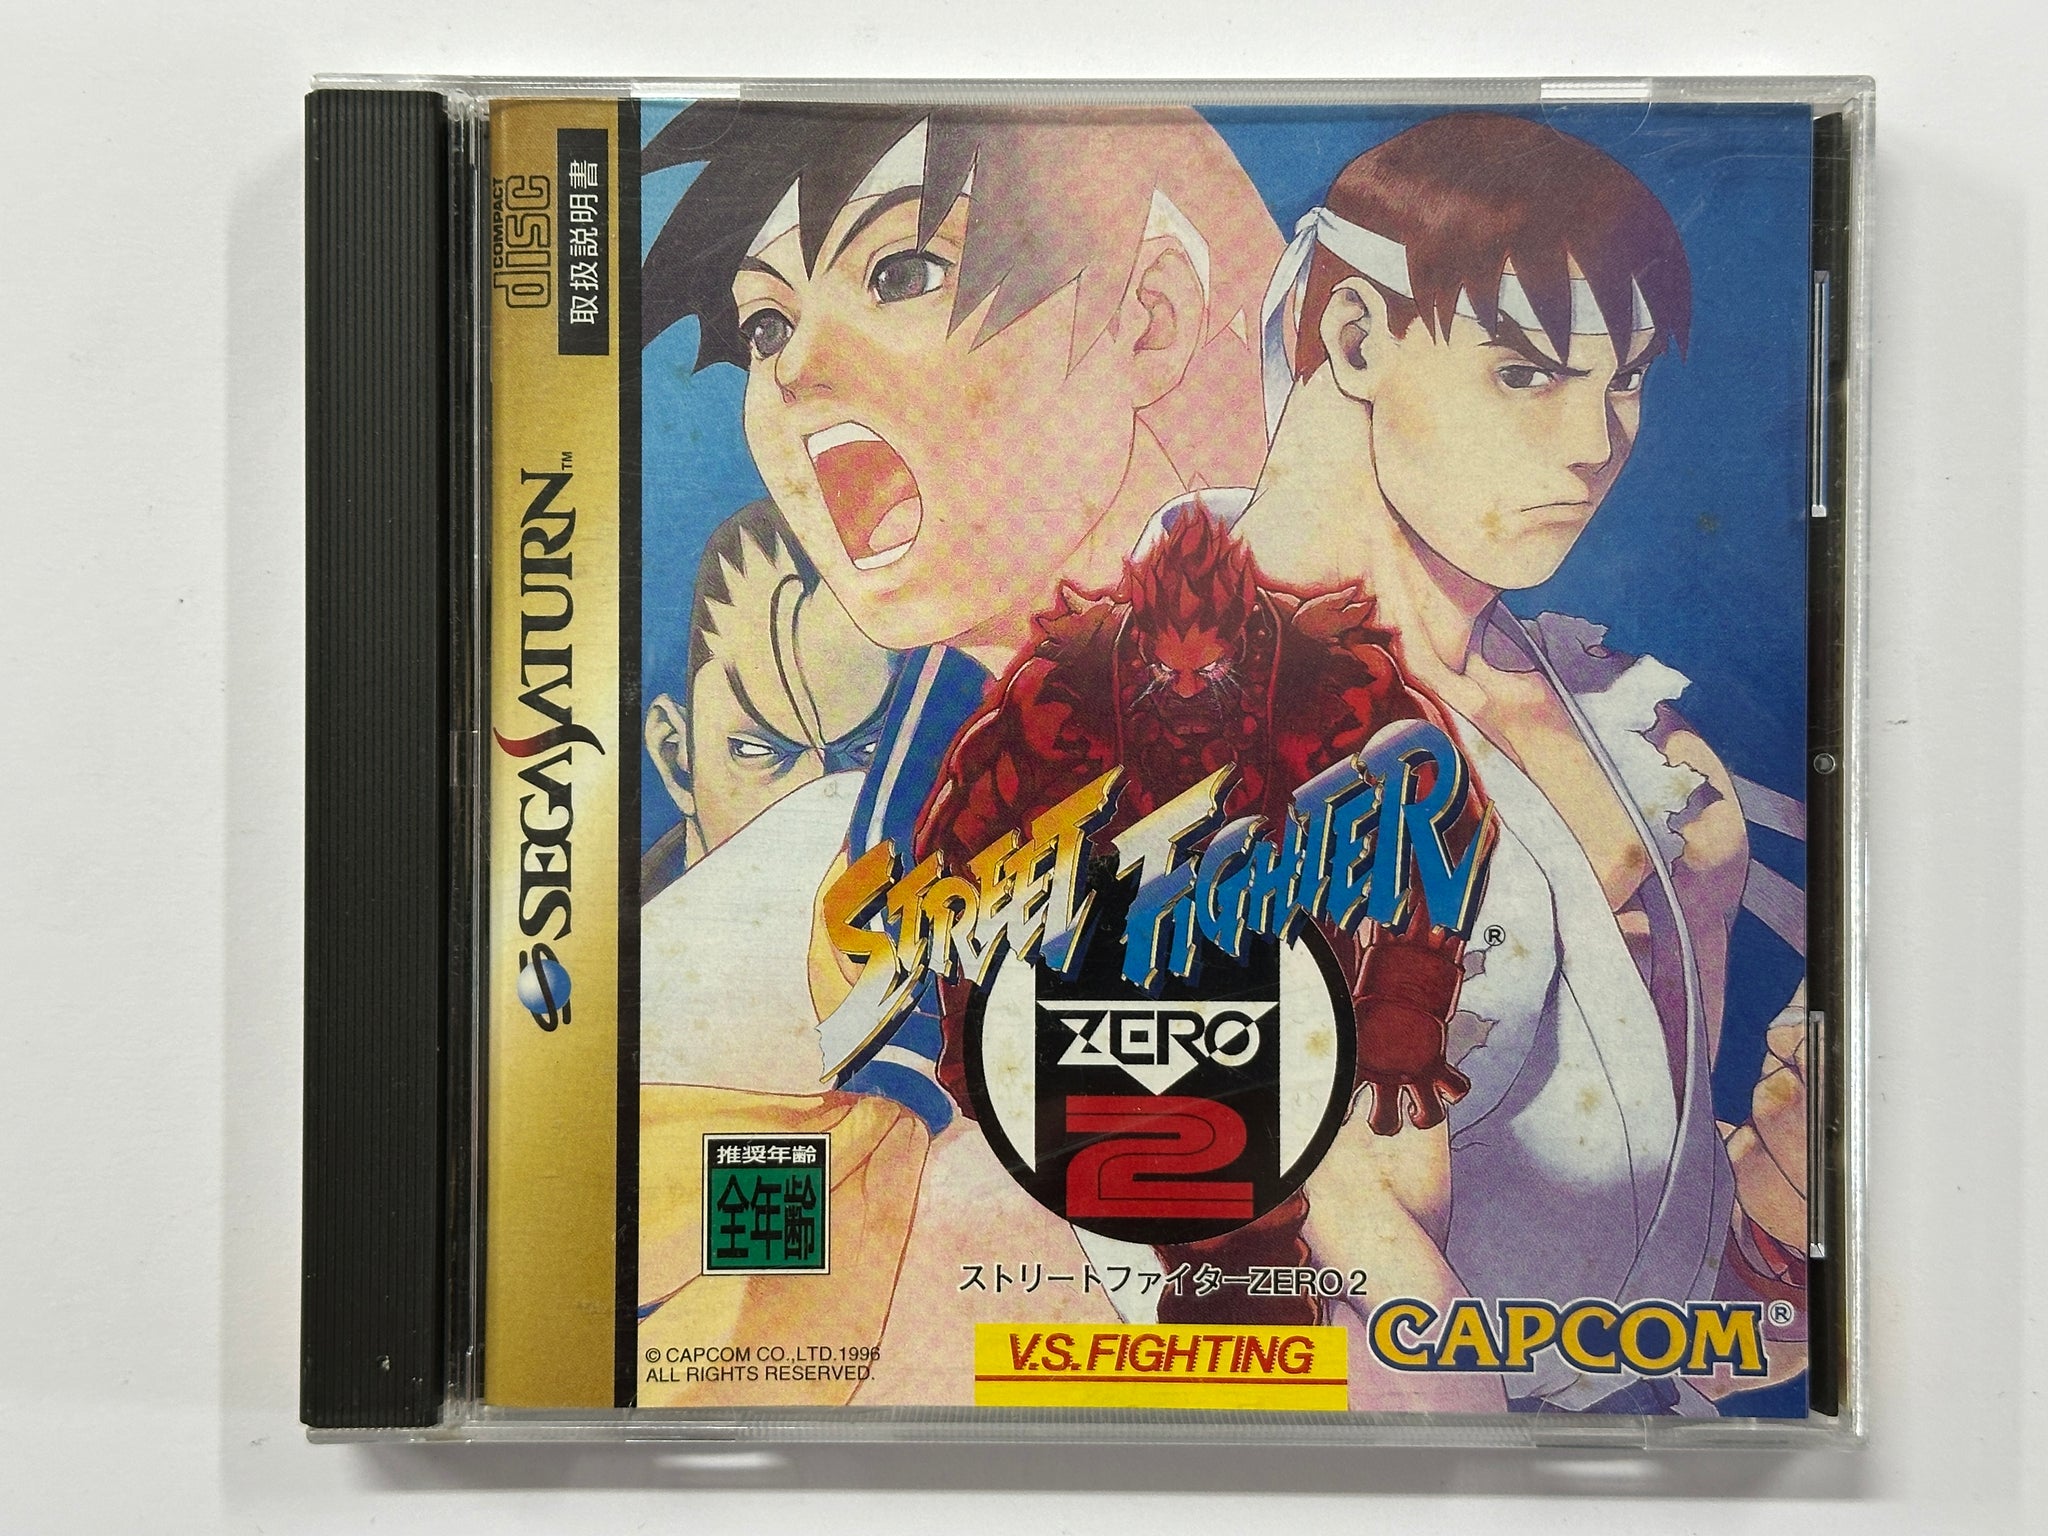 COMPACT
disc
取扱説明書
SEGA SATURN™
STREET FIGHTER®
ZERO
2
推奨年齢
全年齢
ストリートファイターZERO2
V.S.FIGHTING
CAPCOM®
© CAPCOM CO.,LTD.1996
ALL RIGHTS RESERVED.